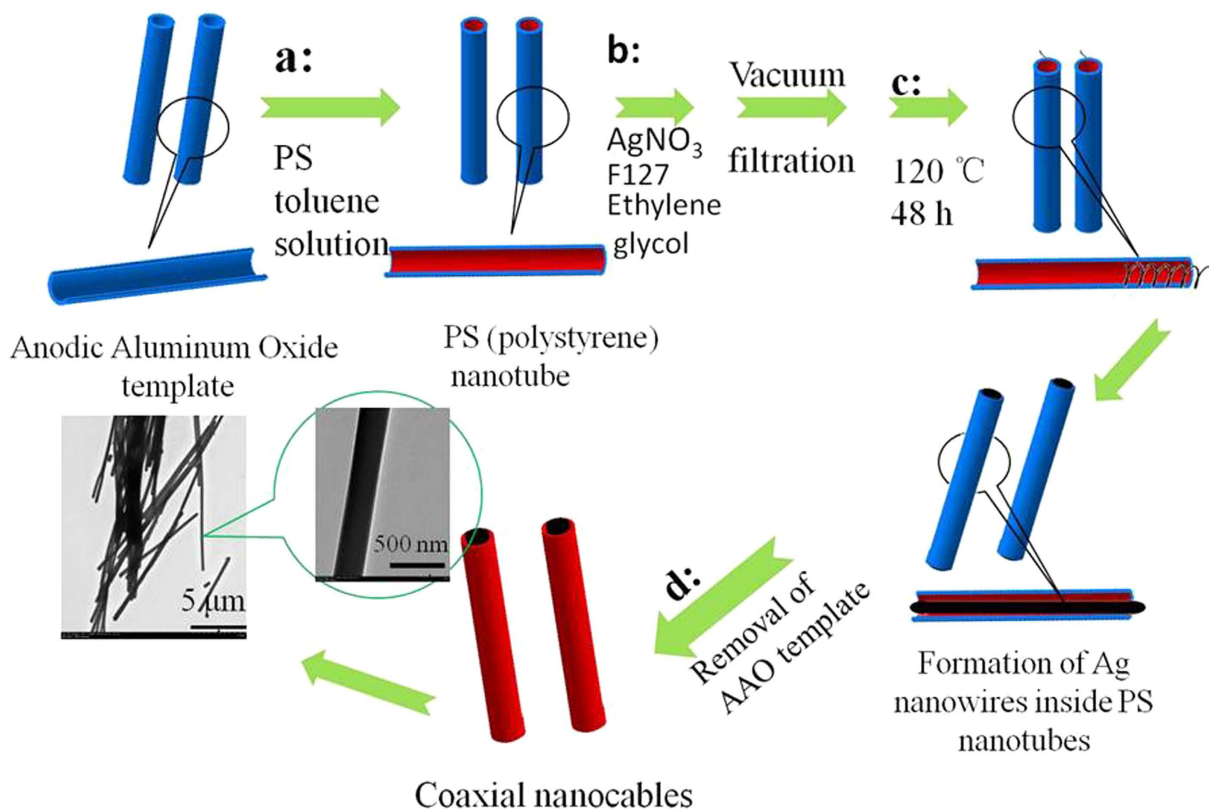 a:
PS
toluene
solution
b:
AgNO₃
F127
Ethylene
glycol
Vacuum
filtration
c:
120 ℃
48 h
Anodic Aluminum Oxide
template
PS (polystyrene)
nanotube
Formation of Ag
nanowires inside PS
nanotubes
d:
Removal of
AAO template
Coaxial nanocables
500 nm
5 µm